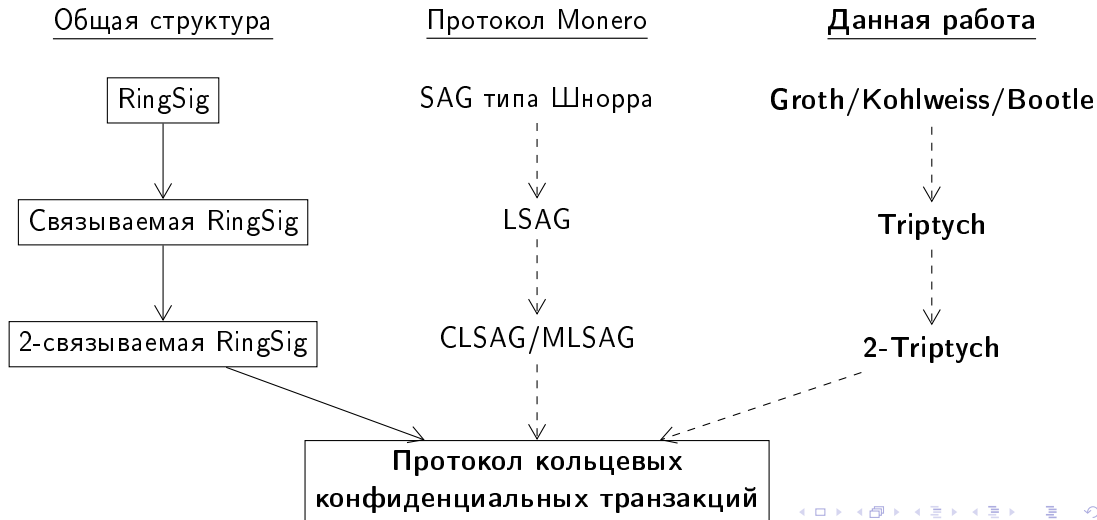 Общая структура
Протокол Monero
Данная работа
RingSig
SAG типа Шнорра
Groth/Kohlweiss/Bootle
Связываемая RingSig
LSAG
Triptych
2-связываемая RingSig
CLSAG/MLSAG
2-Triptych
Протокол кольцевых
конфиденциальных транзакций